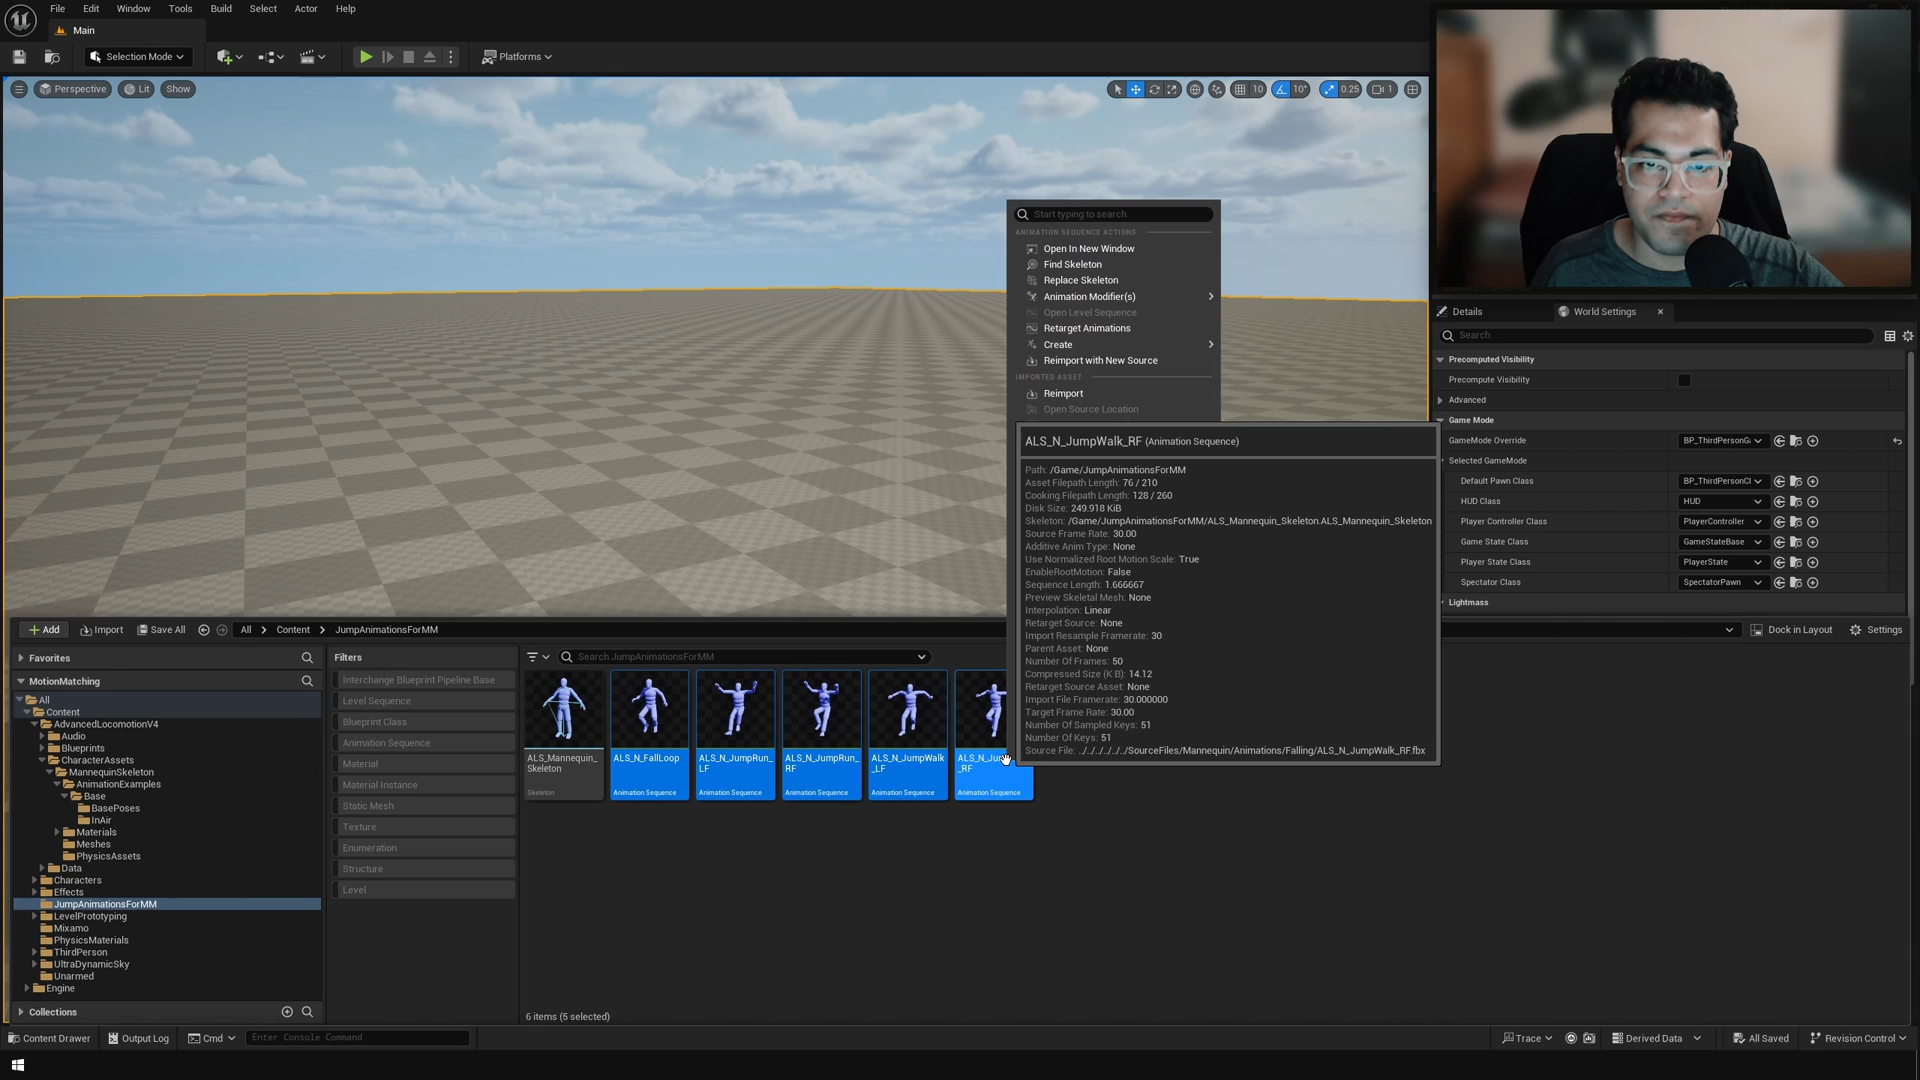 File Edit Window Tools Build Select Actor Help
Main
Selection Mode
Platforms
Perspective Lit Show
10 10° 0.25 1
Start typing to search
ANIMATION SEQUENCE ACTIONS
Open In New Window
Find Skeleton
Replace Skeleton
Animation Modifier(s)
Open Level Sequence
Retarget Animations
Create
Reimport with New Source
IMPORTED ASSET
Reimport
Open Source Location
ALS_N_JumpWalk_RF (Animation Sequence)
Path: /Game/JumpAnimationsForMM
Asset Filepath Length: 76 / 210
Cooking Filepath Length: 128 / 260
Disk Size: 249.918 KiB
Skeleton: /Game/JumpAnimationsForMM/ALS_Mannequin_Skeleton.ALS_Mannequin_Skeleton
Source Frame Rate: 30.00
Additive Anim Type: None
Use Normalized Root Motion Scale: True
EnableRootMotion: False
Sequence Length: 1.666667
Preview Skeletal Mesh: None
Interpolation: Linear
Retarget Source: None
Import Resample Framerate: 30
Parent Asset: None
Number Of Frames: 50
Compressed Size (K B): 14.12
Retarget Source Asset: None
Import File Framerate: 30.000000
Target Frame Rate: 30.00
Number Of Sampled Keys: 51
Number Of Keys: 51
Source File: ../../../../../../SourceFiles/Mannequin/Animations/Falling/ALS_N_JumpWalk_RF.fbx
Details World Settings
Search
Precomputed Visibility
Precompute Visibility
Advanced
Game Mode
GameMode Override BP_ThirdPersonG
Selected GameMode
Default Pawn Class BP_ThirdPersonCl
HUD Class HUD
Player Controller Class PlayerController
Game State Class GameStateBase
Player State Class PlayerState
Spectator Class SpectatorPawn
Lightmass
Add Import Save All All Content JumpAnimationsForMM
Dock in Layout Settings
Favorites
MotionMatching
All
Content
AdvancedLocomotionV4
Audio
Blueprints
CharacterAssets
MannequinSkeleton
AnimationExamples
Base
BasePoses
InAir
Materials
Meshes
PhysicsAssets
Data
Characters
Effects
JumpAnimationsForMM
LevelPrototyping
Mixamo
PhysicsMaterials
ThirdPerson
UltraDynamicSky
Unarmed
Engine
Collections
Filters
Interchange Blueprint Pipeline Base
Level Sequence
Blueprint Class
Animation Sequence
Material
Material Instance
Static Mesh
Texture
Enumeration
Structure
Level
Search JumpAnimationsForMM
ALS_Mannequin_
Skeleton
Skeleton
ALS_N_FallLoop
Animation Sequence
ALS_N_JumpRun_
LF
Animation Sequence
ALS_N_JumpRun_
RF
Animation Sequence
ALS_N_JumpWalk
_LF
Animation Sequence
_RF
Animation Sequence
6 items (5 selected)
Content Drawer Output Log Cmd Enter Console Command
Trace Derived Data All Saved Revision Control